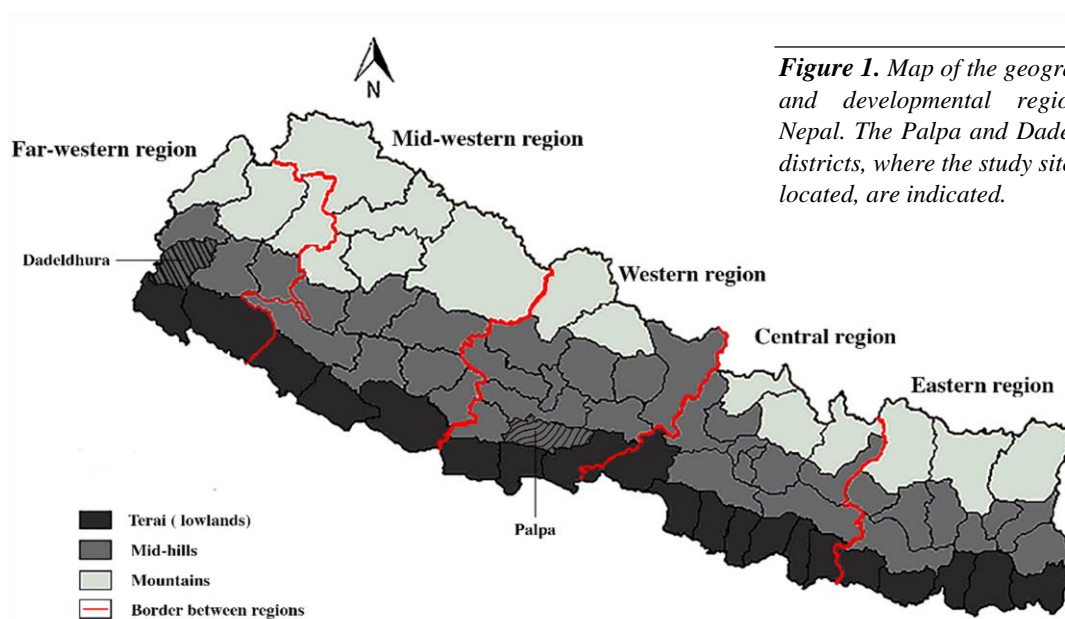 Figure 1. Map of the geogra
and developmental regio
Nepal. The Palpa and Dade
districts, where the study site
located, are indicated.
N
Far-western region
Mid-western region
Dadeldhura
Western region
Central region
Eastern region
Palpa
Terai ( lowlands)
Mid-hills
Mountains
Border between regions